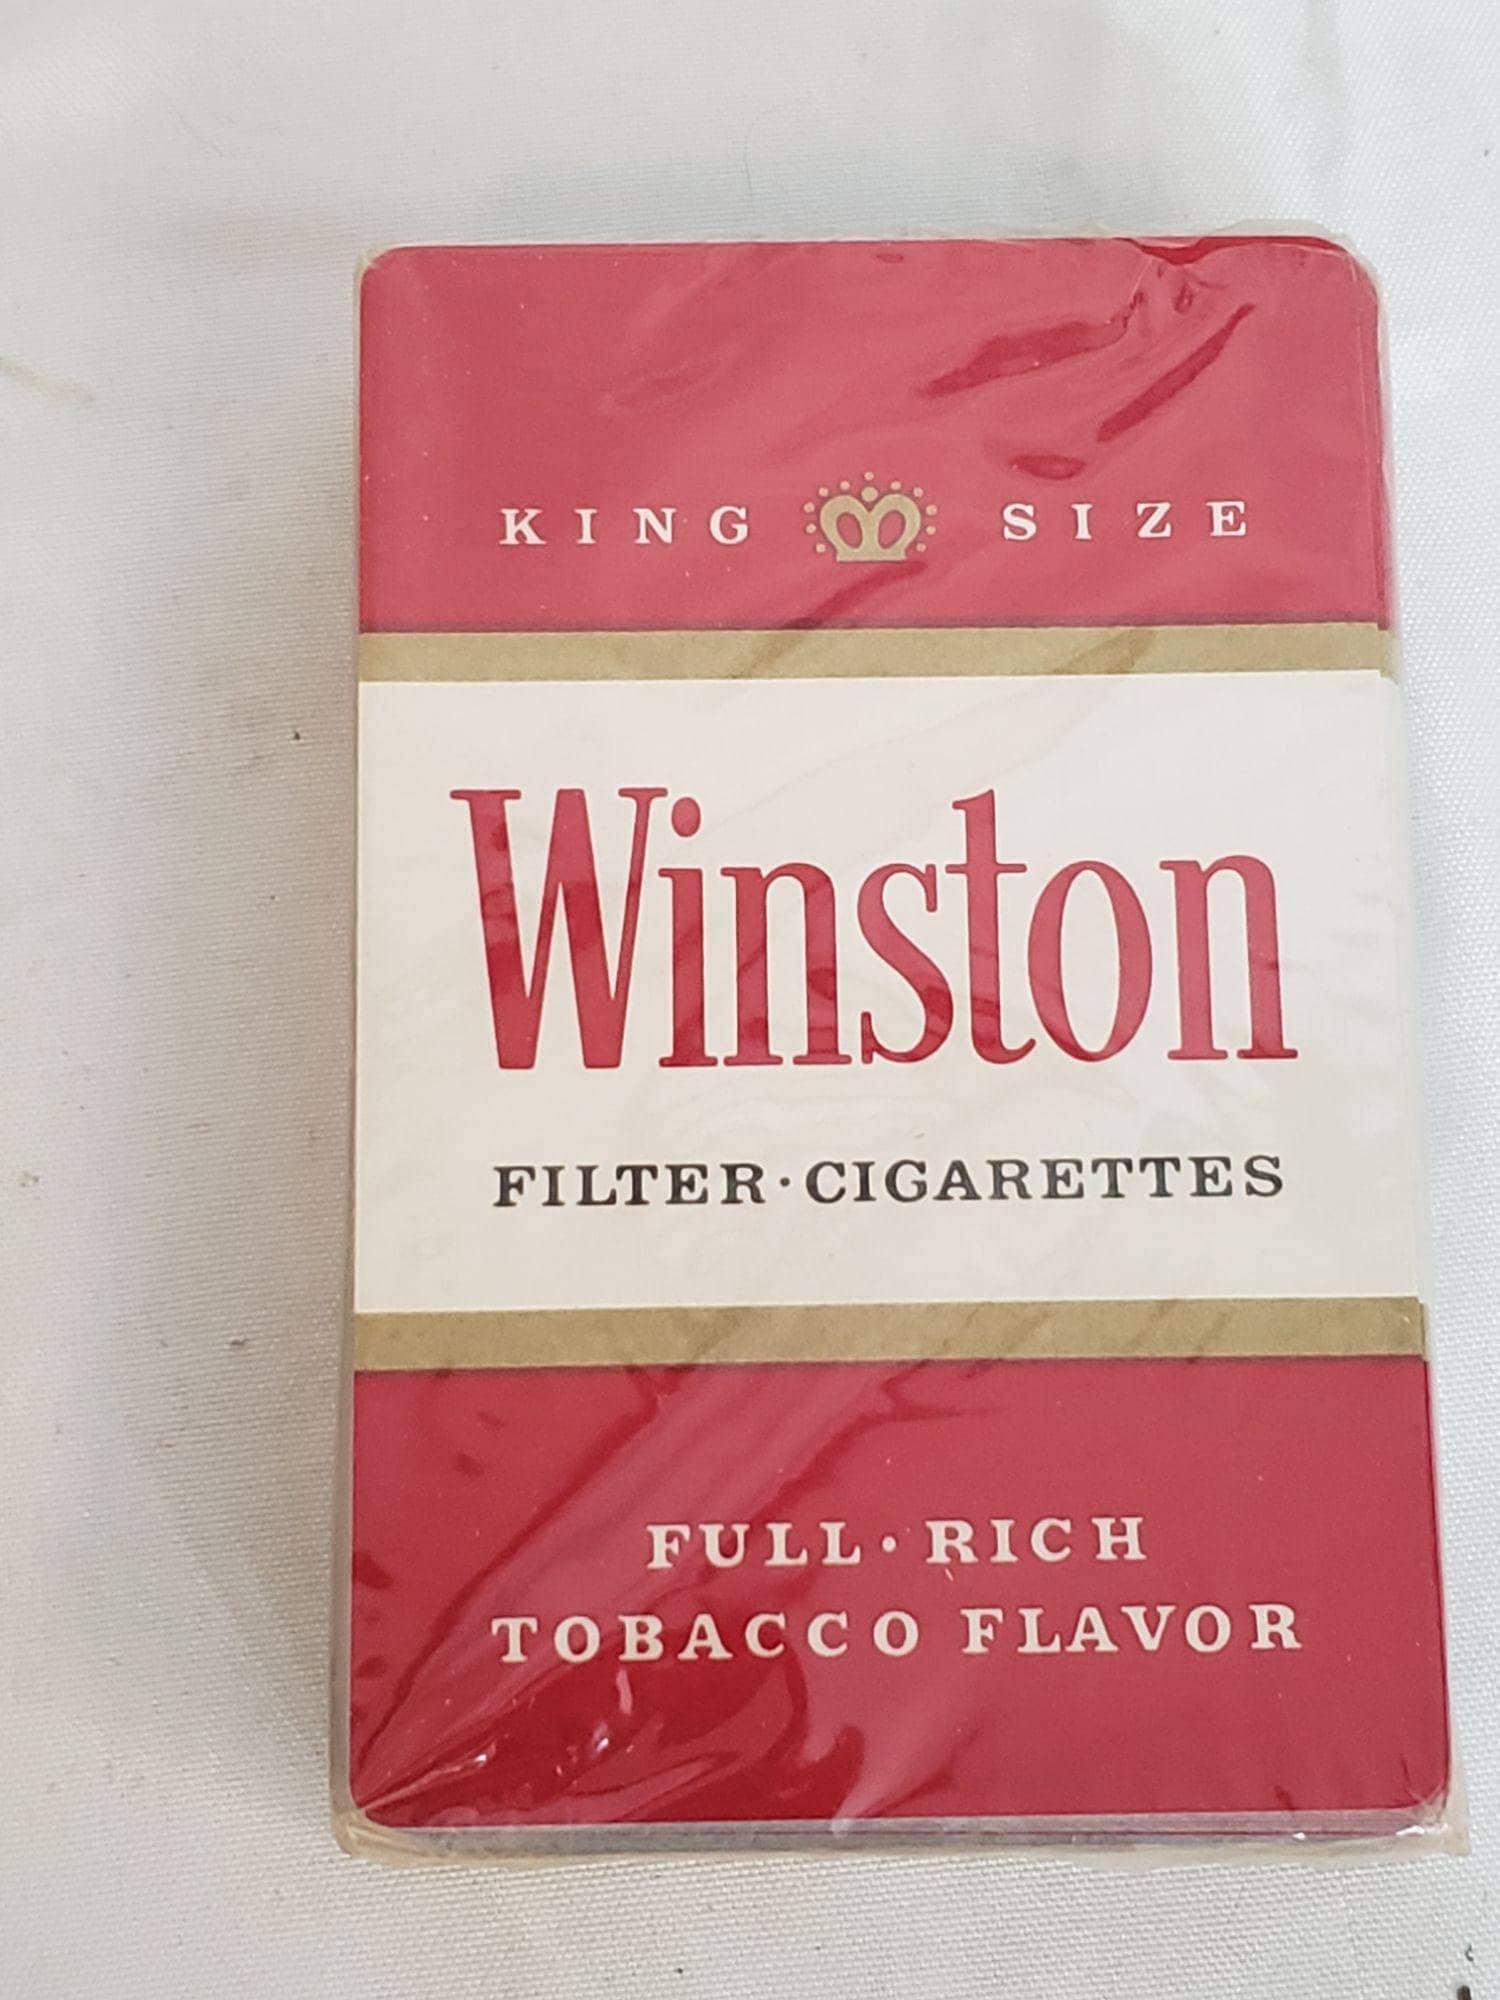 KING SIZE
Winston
FILTER·CIGARETTES
FULL·RICH
TOBACCO FLAVOR